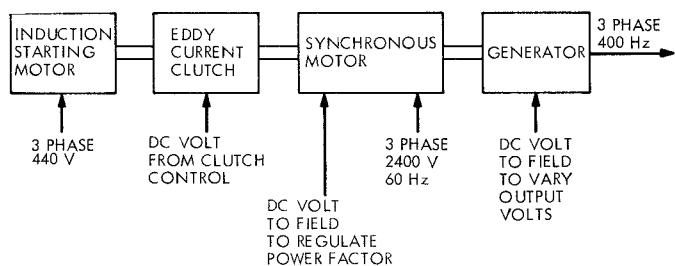 INDUCTION
STARTING
MOTOR
EDDY
CURRENT
CLUTCH
SYNCHRONOUS
MOTOR
GENERATOR
3 PHASE
400 Hz
3 PHASE
440 V
DC VOLT
FROM CLUTCH
CONTROL
DC VOLT
TO FIELD
TO REGULATE
POWER FACTOR
3 PHASE
2400 V
60 Hz
DC VOLT
TO FIELD
TO VARY
OUTPUT
VOLTS